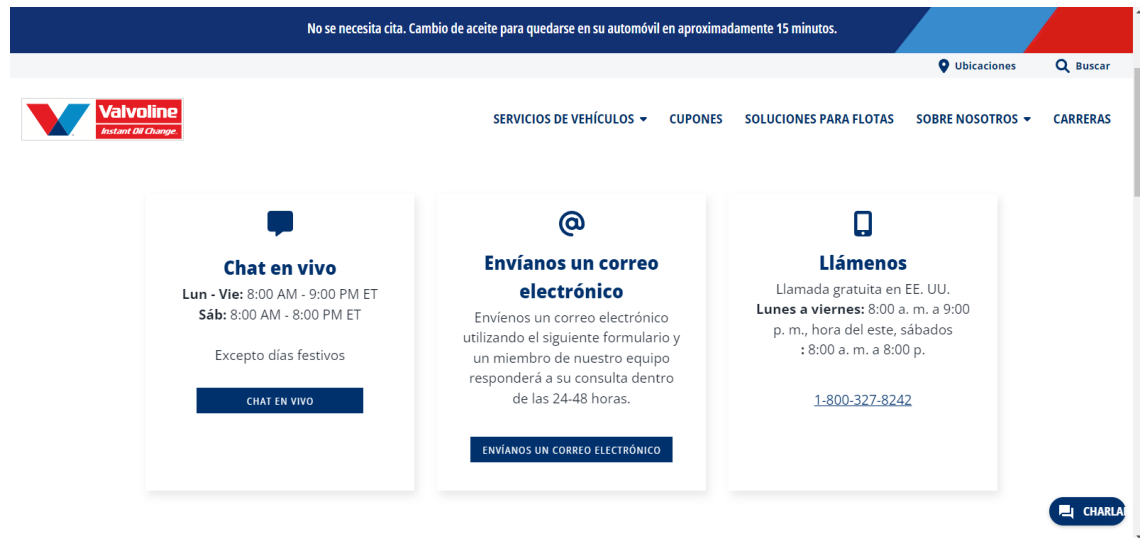 No se necesita cita. Cambio de aceite para quedarse en su automóvil en aproximadamente 15 minutos.
Ubicaciones Buscar
Valvoline
Instant Oil Change
SERVICIOS DE VEHÍCULOS CUPONES SOLUCIONES PARA FLOTAS SOBRE NOSOTROS CARRERAS
Chat en vivo
Lun - Vie: 8:00 AM - 9:00 PM ET
Sáb: 8:00 AM - 8:00 PM ET
Excepto días festivos
CHAT EN VIVO
Envíanos un correo
electrónico
Envíenos un correo electrónico
utilizando el siguiente formulario y
un miembro de nuestro equipo
responderá a su consulta dentro
de las 24-48 horas.
ENVÍANOS UN CORREO ELECTRÓNICO
Llámenos
Llamada gratuita en EE. UU.
Lunes a viernes: 8:00 a. m. a 9:00
p. m., hora del este, sábados
: 8:00 a. m. a 8:00 p.
1-800-327-8242